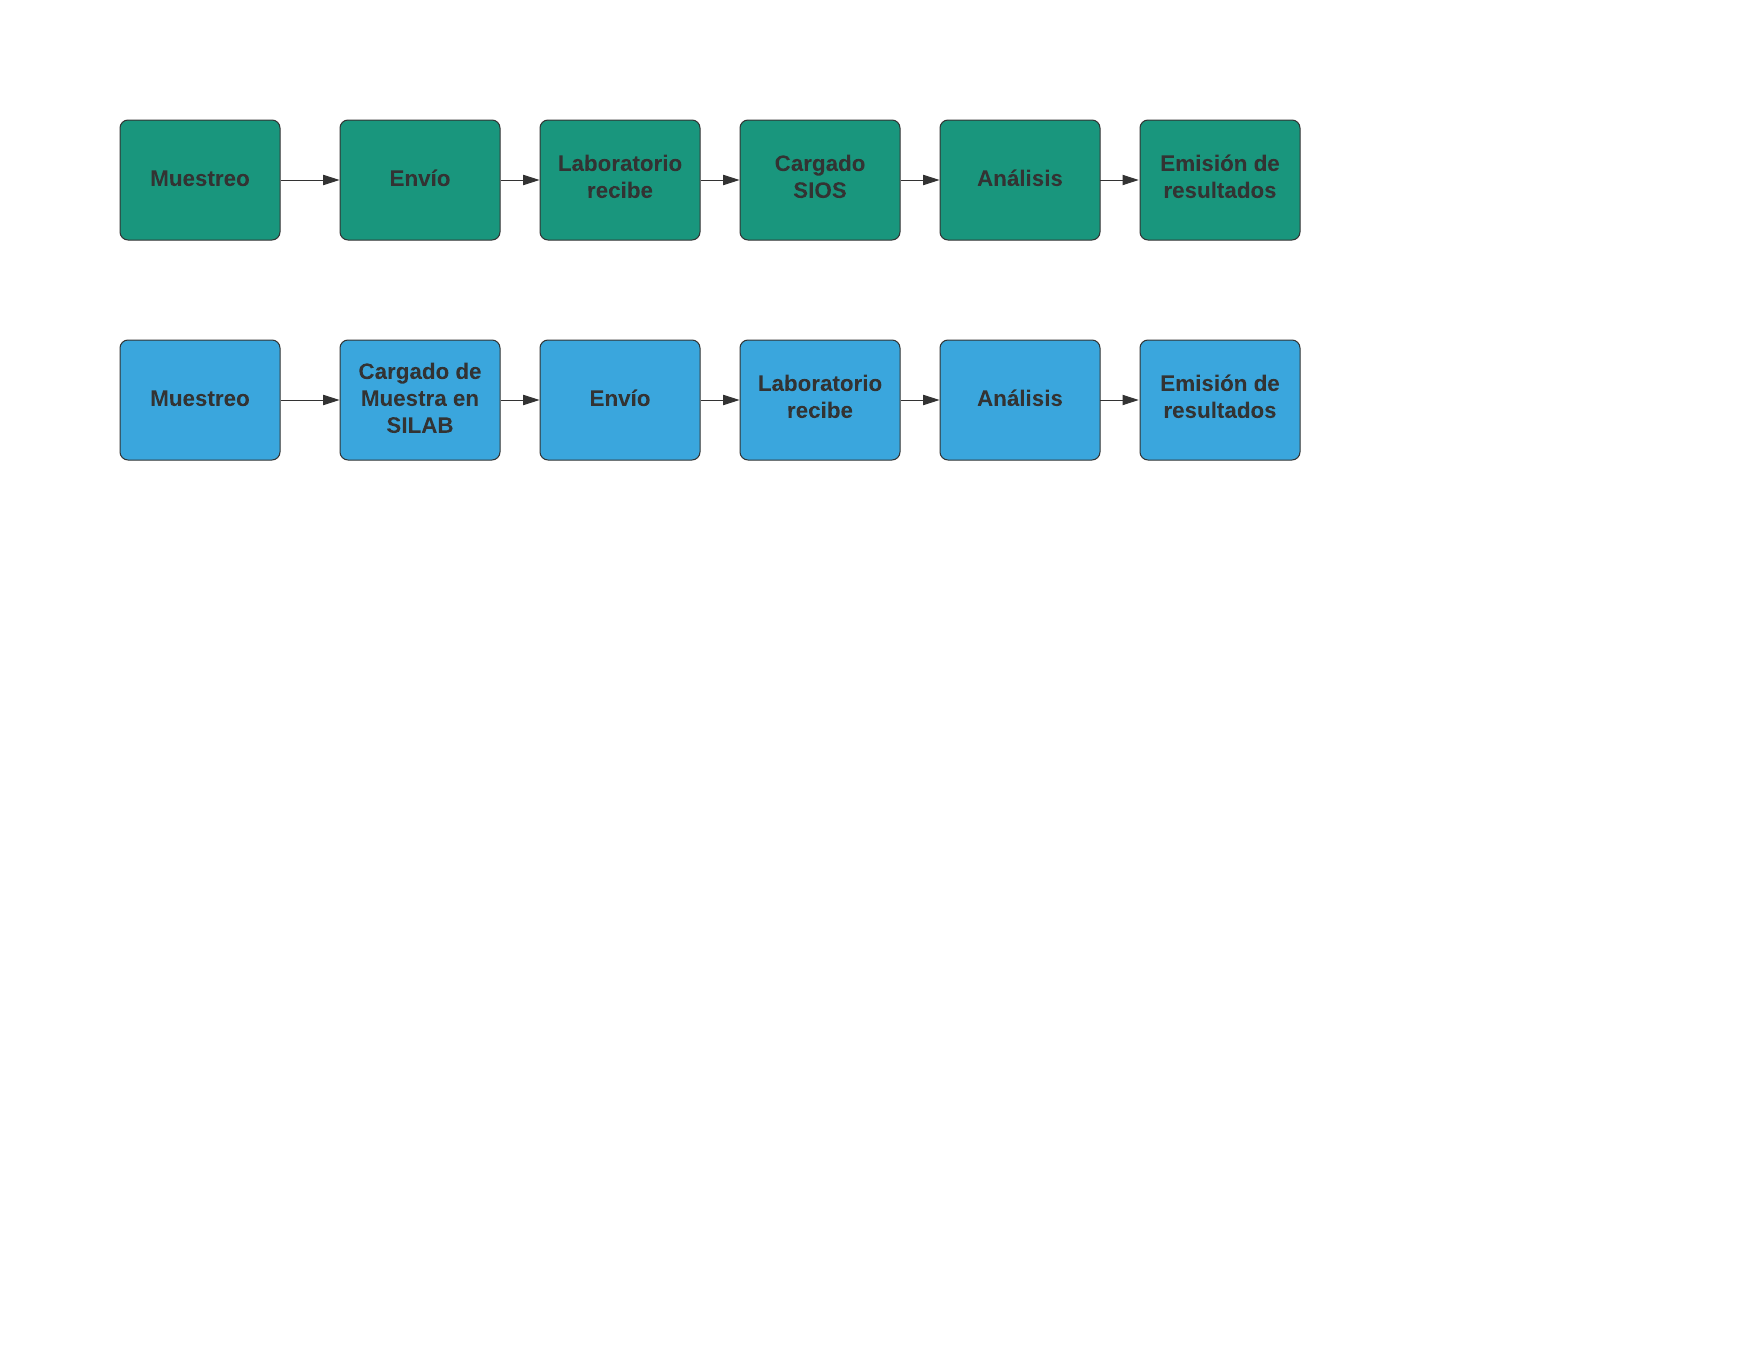 Muestreo
Envío
Laboratorio
recibe
Cargado
SIOS
Análisis
Emisión de
resultados
Muestreo
Cargado de
Muestra en
SILAB
Envío
Laboratorio
recibe
Análisis
Emisión de
resultados